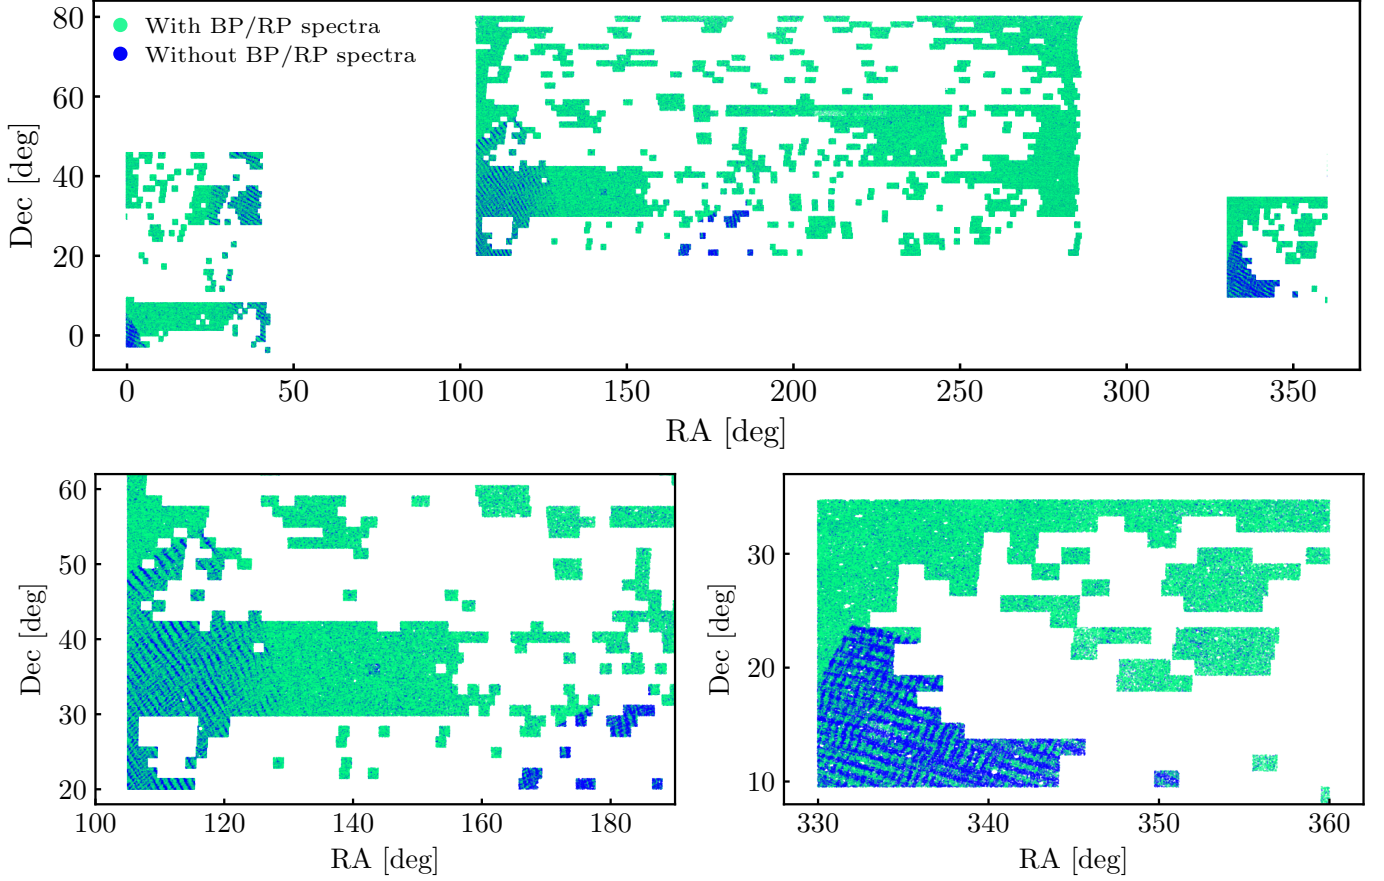 80
With BP/RP spectra
Without BP/RP spectra
60
40
20
0
Dec [deg]
0 50 100 150 200 250 300 350
RA [deg]
60
50
40
30
20
Dec [deg]
100 120 140 160 180
RA [deg]
30
20
10
Dec [deg]
330 340 350 360
RA [deg]